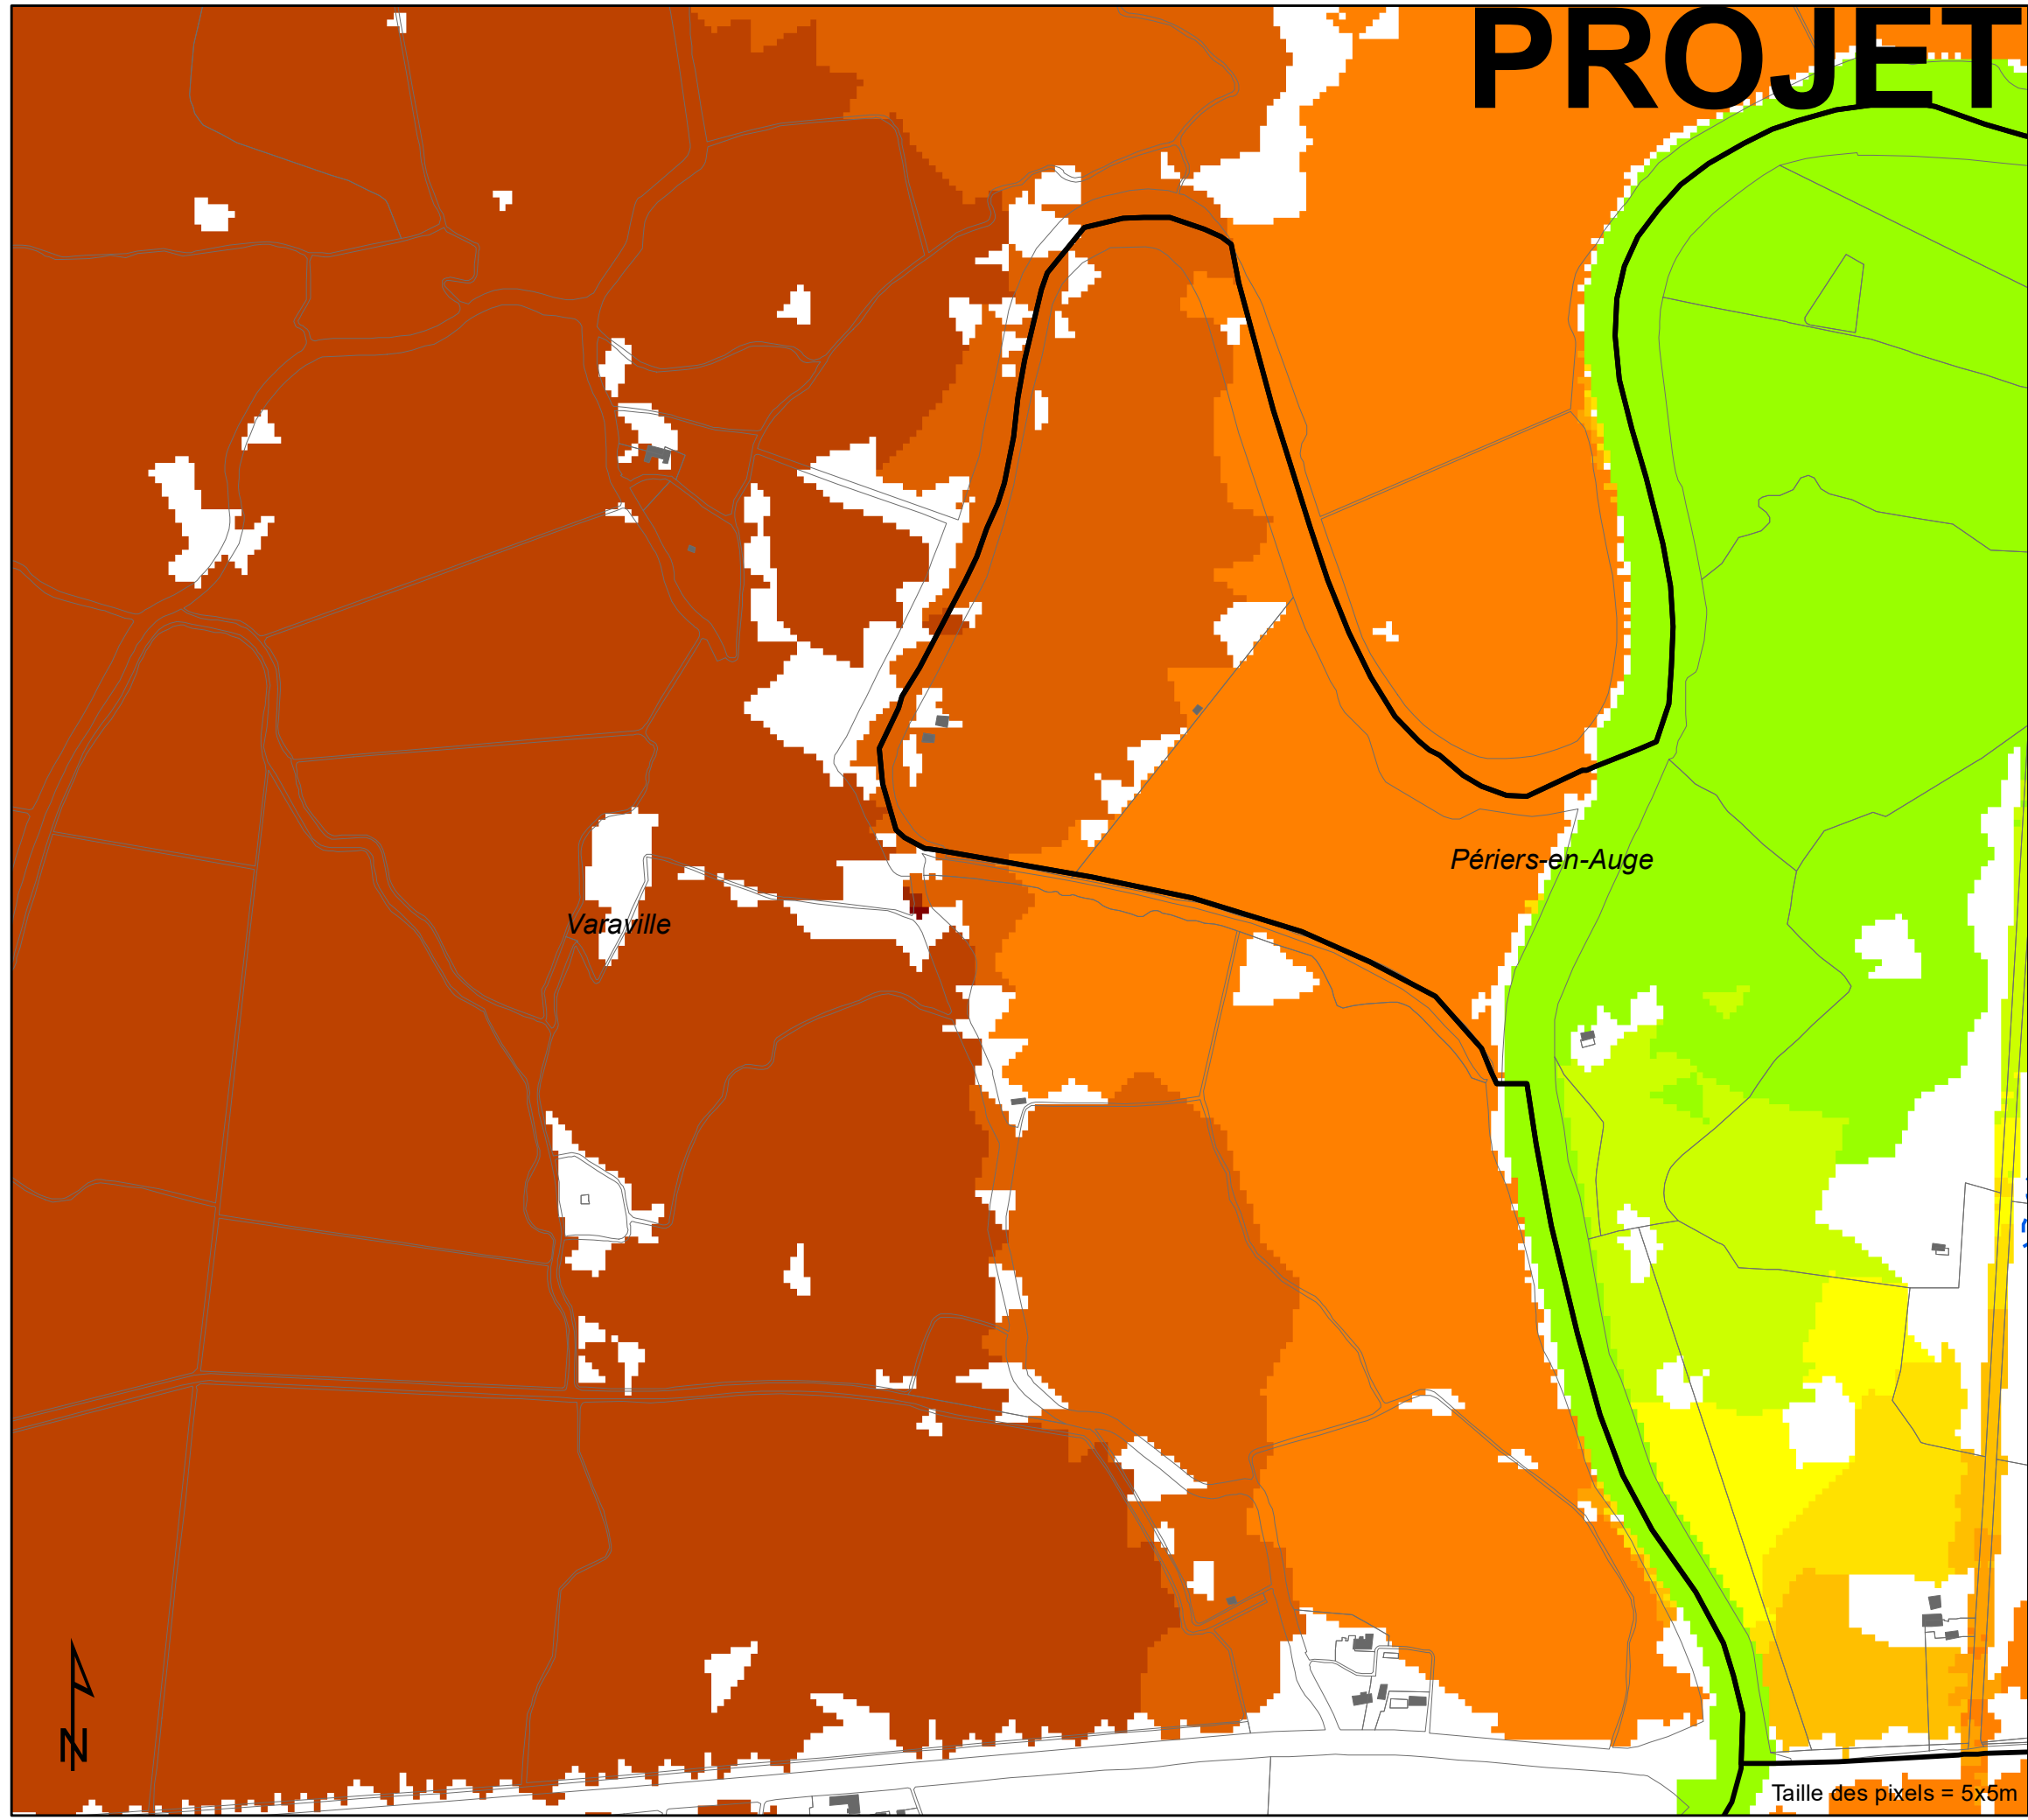 PROJET
Périers-en-Auge
Varaville
N
Taille des pixels = 5x5m